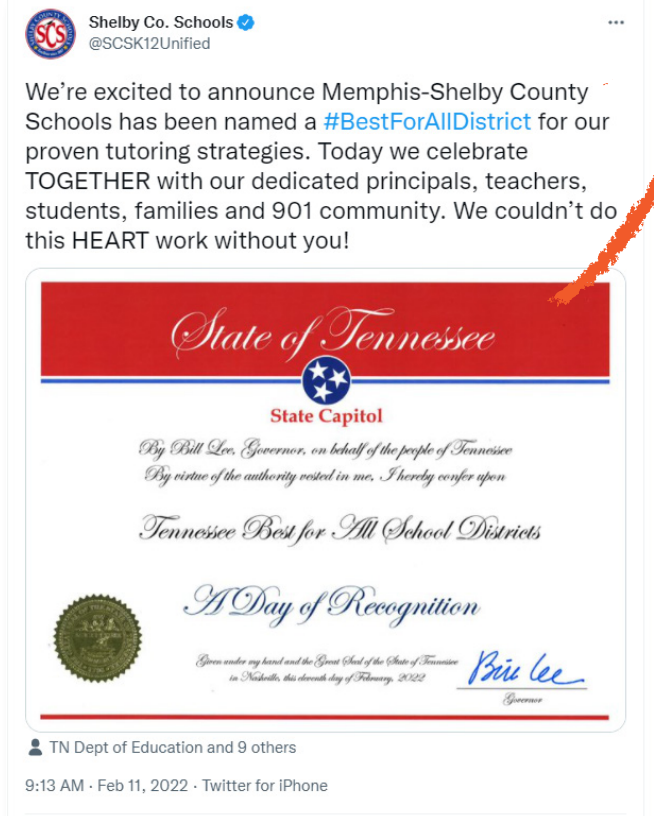 Shelby Co. Schools
@SCSK12Unified
We’re excited to announce Memphis-Shelby County
Schools has been named a #BestForAllDistrict for our
proven tutoring strategies. Today we celebrate
TOGETHER with our dedicated principals, teachers,
students, families and 901 community. We couldn’t do
this HEART work without you!
SCS
State of Tennessee
State Capitol
By Bill Lee, Governor, on behalf of the people of Tennessee
By virtue of the authority vested in me, I hereby confer upon
Tennessee Best for All School Districts
A Day of Recognition
Given under my hand and the Great Seal of the State of Tennessee
in Nashville, this eleventh day of February, 2022
Bill Lee
Governor
TN Dept of Education and 9 others
9:13 AM · Feb 11, 2022 · Twitter for iPhone